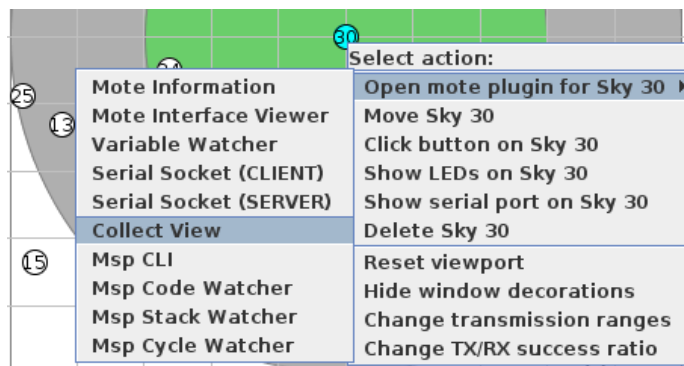 30
Select action:
24
25
13
15
Mote Information
Mote Interface Viewer
Variable Watcher
Serial Socket (CLIENT)
Serial Socket (SERVER)
Collect View
Msp CLI
Msp Code Watcher
Msp Stack Watcher
Msp Cycle Watcher
Open mote plugin for Sky 30
Move Sky 30
Click button on Sky 30
Show LEDs on Sky 30
Show serial port on Sky 30
Delete Sky 30
Reset viewport
Hide window decorations
Change transmission ranges
Change TX/RX success ratio